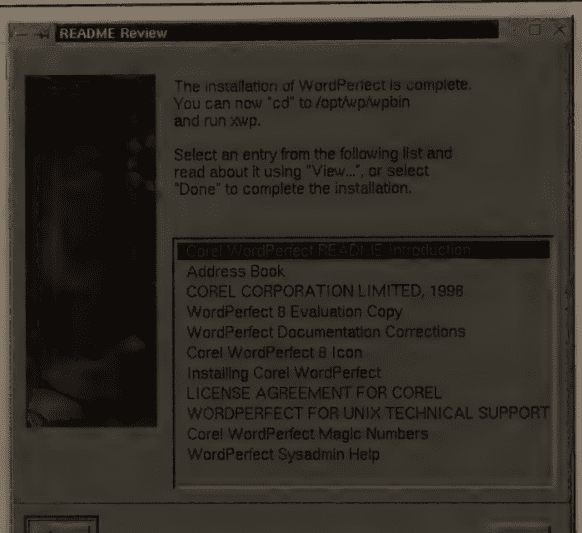 README Review
The installation of WordPerfect is complete.
You can now "cd" to /opt/wp/wpbin
and run xwp.
Select an entry from the following list and
read about it using "View...", or select
"Done" to complete the installation.
Corel WordPerfect README Introduction
Address Book
COREL CORPORATION LIMITED, 1998
WordPerfect 8 Evaluation Copy
WordPerfect Documentation Corrections
Corel WordPerfect 8 Icon
Installing Corel WordPerfect
LICENSE AGREEMENT FOR COREL
WORDPERFECT FOR UNIX TECHNICAL SUPPORT
Corel WordPerfect Magic Numbers
WordPerfect Sysadmin Help